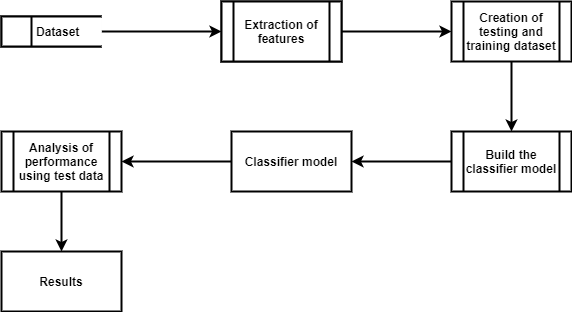 Dataset
Extraction of
features
Creation of
testing and
training dataset
Analysis of
performance
using test data
Classifier model
Build the
classifier model
Results